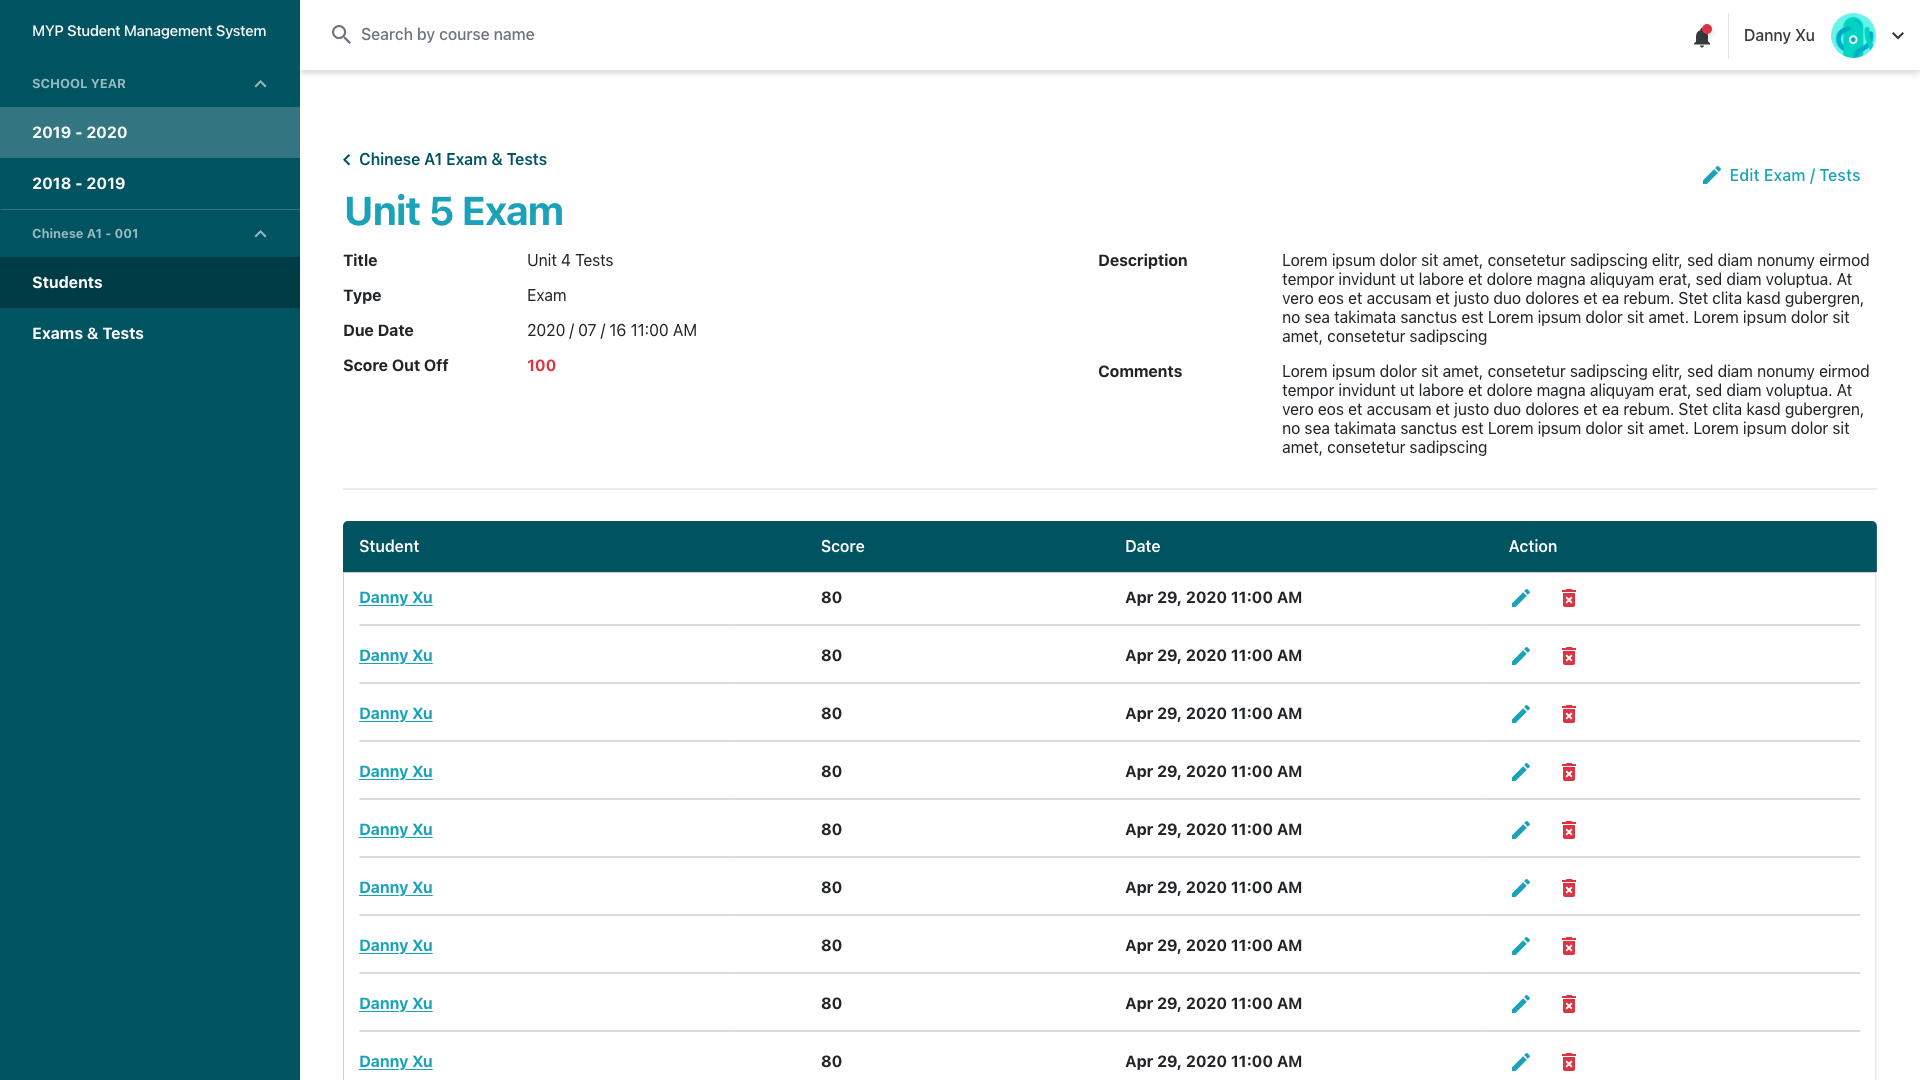 MYP Student Management System
SCHOOL YEAR
2019 - 2020
2018 - 2019
Chinese A1 - 001
Students
Exams & Tests
Search by course name
Danny Xu
Chinese A1 Exam & Tests
Edit Exam / Tests
Unit 5 Exam
Title Unit 4 Tests
Type Exam
Due Date 2020 / 07 / 16 11:00 AM
Score Out Off 100
Description
Lorem ipsum dolor sit amet, consetetur sadipscing elitr, sed diam nonumy eirmod
tempor invidunt ut labore et dolore magna aliquyam erat, sed diam voluptua. At
vero eos et accusam et justo duo dolores et ea rebum. Stet clita kasd gubergren,
no sea takimata sanctus est Lorem ipsum dolor sit amet. Lorem ipsum dolor sit
amet, consetetur sadipscing
Comments
Lorem ipsum dolor sit amet, consetetur sadipscing elitr, sed diam nonumy eirmod
tempor invidunt ut labore et dolore magna aliquyam erat, sed diam voluptua. At
vero eos et accusam et justo duo dolores et ea rebum. Stet clita kasd gubergren,
no sea takimata sanctus est Lorem ipsum dolor sit amet. Lorem ipsum dolor sit
amet, consetetur sadipscing
Student Score Date Action
Danny Xu 80 Apr 29, 2020 11:00 AM
Danny Xu 80 Apr 29, 2020 11:00 AM
Danny Xu 80 Apr 29, 2020 11:00 AM
Danny Xu 80 Apr 29, 2020 11:00 AM
Danny Xu 80 Apr 29, 2020 11:00 AM
Danny Xu 80 Apr 29, 2020 11:00 AM
Danny Xu 80 Apr 29, 2020 11:00 AM
Danny Xu 80 Apr 29, 2020 11:00 AM
Danny Xu 80 Apr 29, 2020 11:00 AM